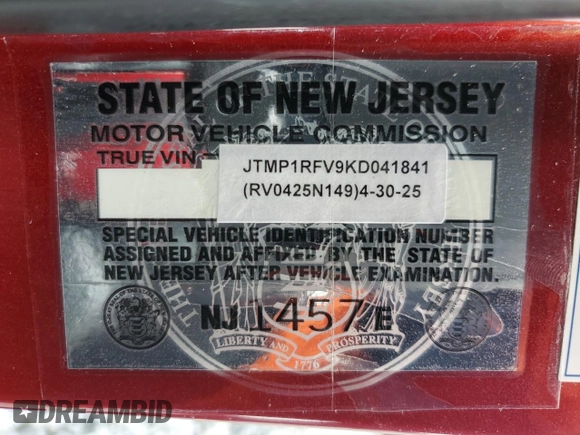 STATE OF NEW JERSEY
MOTOR VEHICLE COMMISSION
TRUE VIN
JTMP1RFV9KD041841
(RV0425N149)4-30-25
SPECIAL VEHICLE IDENTIFICATION NUMBER
ASSIGNED AND AFFIXED BY THE STATE OF
NEW JERSEY AFTER VEHICLE EXAMINATION.
NJ 1457 E
LIBERTY AND PROSPERITY
1776
DREAMBID